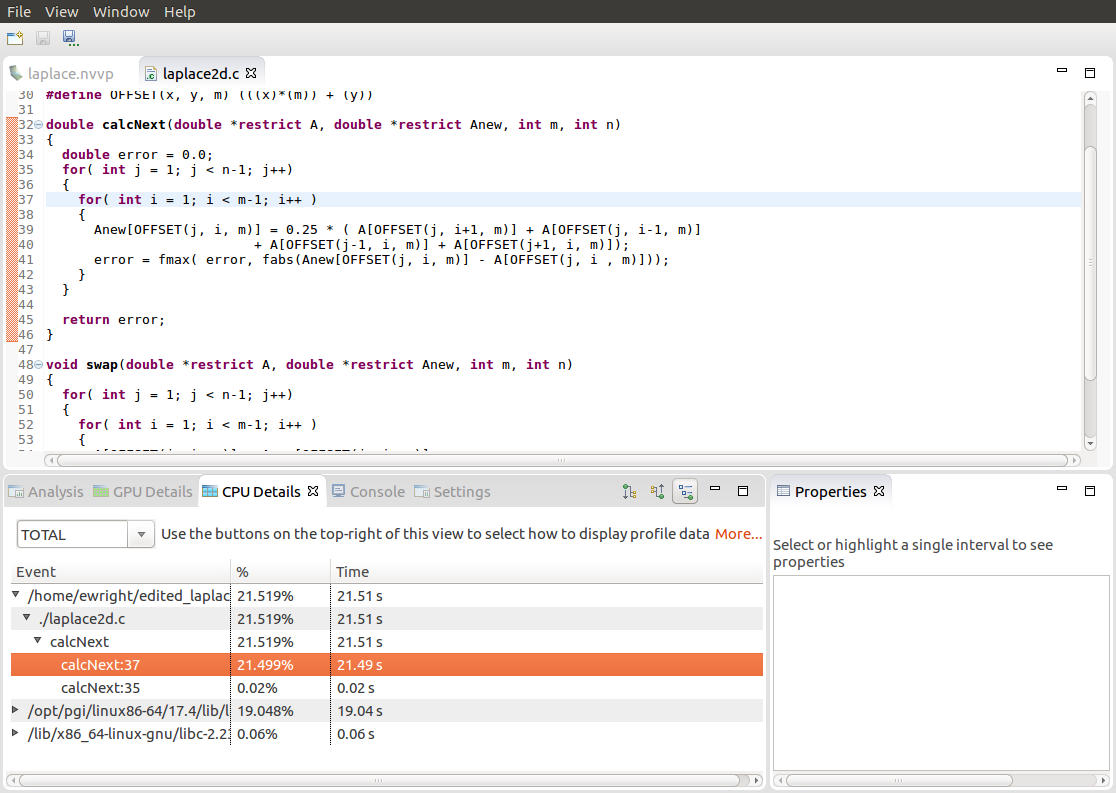 File View Window Help
laplace.nvvp laplace2d.c
30 #define OFFSET(x, y, m) (((x)*(m)) + (y))
31
32 double calcNext(double *restrict A, double *restrict Anew, int m, int n)
33 {
34 double error = 0.0;
35 for( int j = 1; j < n-1; j++)
36 {
37 for( int i = 1; i < m-1; i++ )
38 {
39 Anew[OFFSET(j, i, m)] = 0.25 * ( A[OFFSET(j, i+1, m)] + A[OFFSET(j, i-1, m)]
40 + A[OFFSET(j-1, i, m)] + A[OFFSET(j+1, i, m)]);
41 error = fmax( error, fabs(Anew[OFFSET(j, i, m)] - A[OFFSET(j, i , m)]));
42 }
43 }
44
45 return error;
46 }
47
48 void swap(double *restrict A, double *restrict Anew, int m, int n)
49 {
50 for( int j = 1; j < n-1; j++)
51 {
52 for( int i = 1; i < m-1; i++ )
53 {
Analysis GPU Details CPU Details Console Settings
TOTAL Use the buttons on the top-right of this view to select how to display profile data More...
Event % Time
/home/ewright/edited_laplac 21.519% 21.51 s
./laplace2d.c 21.519% 21.51 s
calcNext 21.519% 21.51 s
calcNext:37 21.499% 21.49 s
calcNext:35 0.02% 0.02 s
/opt/pgi/linux86-64/17.4/lib/l 19.048% 19.04 s
/lib/x86_64-linux-gnu/libc-2.23 0.06% 0.06 s
Properties
Select or highlight a single interval to see
properties